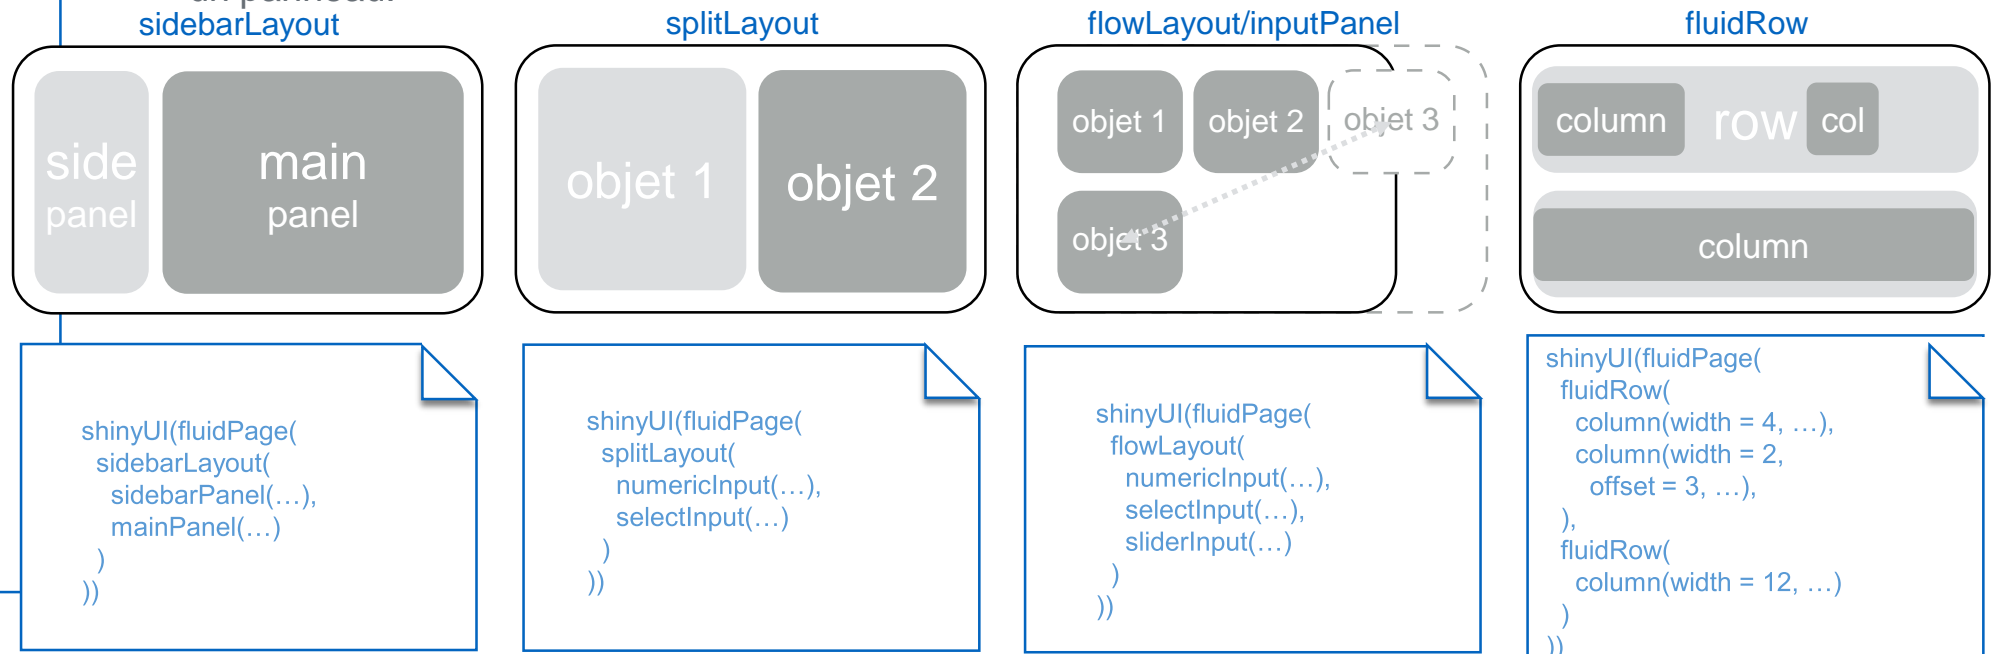 sidebarLayout
side
panel
main
panel
shinyUI(fluidPage(
sidebarLayout(
sidebarPanel(…),
mainPanel(…)
)
))
splitLayout
objet 1
objet 2
shinyUI(fluidPage(
splitLayout(
numericInput(…),
selectInput(…)
)
))
flowLayout/inputPanel
objet 1
objet 2
objet 3
objet 3
shinyUI(fluidPage(
flowLayout(
numericInput(…),
selectInput(…),
sliderInput(…)
)
))
fluidRow
column
row
col
column
shinyUI(fluidPage(
fluidRow(
column(width = 4, …),
column(width = 2,
offset = 3, …),
),
fluidRow(
column(width = 12, …)
)
))